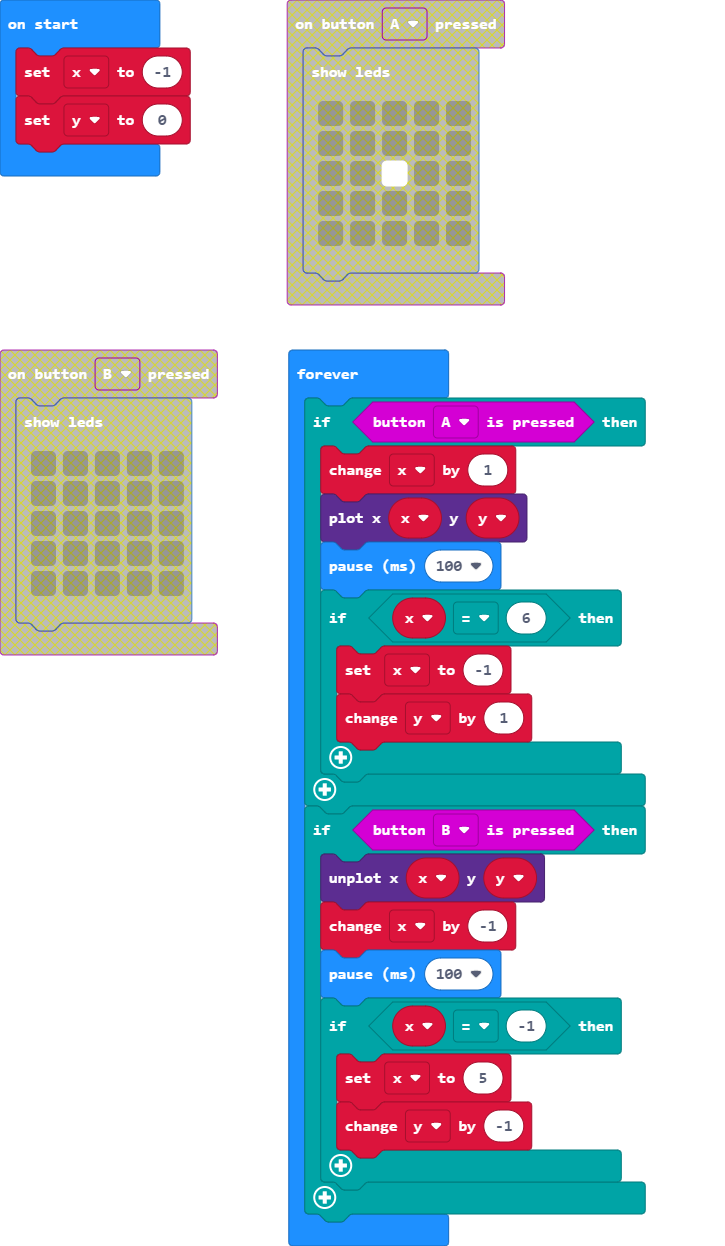 on start
set x to -1
set y to 0
on button A pressed
show leds
on button B pressed
show leds
forever
if button A is pressed then
change x by 1
plot x x y y
pause (ms) 100
if x = 6 then
set x to -1
change y by 1
if button B is pressed then
unplot x x y y
change x by -1
pause (ms) 100
if x = -1 then
set x to 5
change y by -1